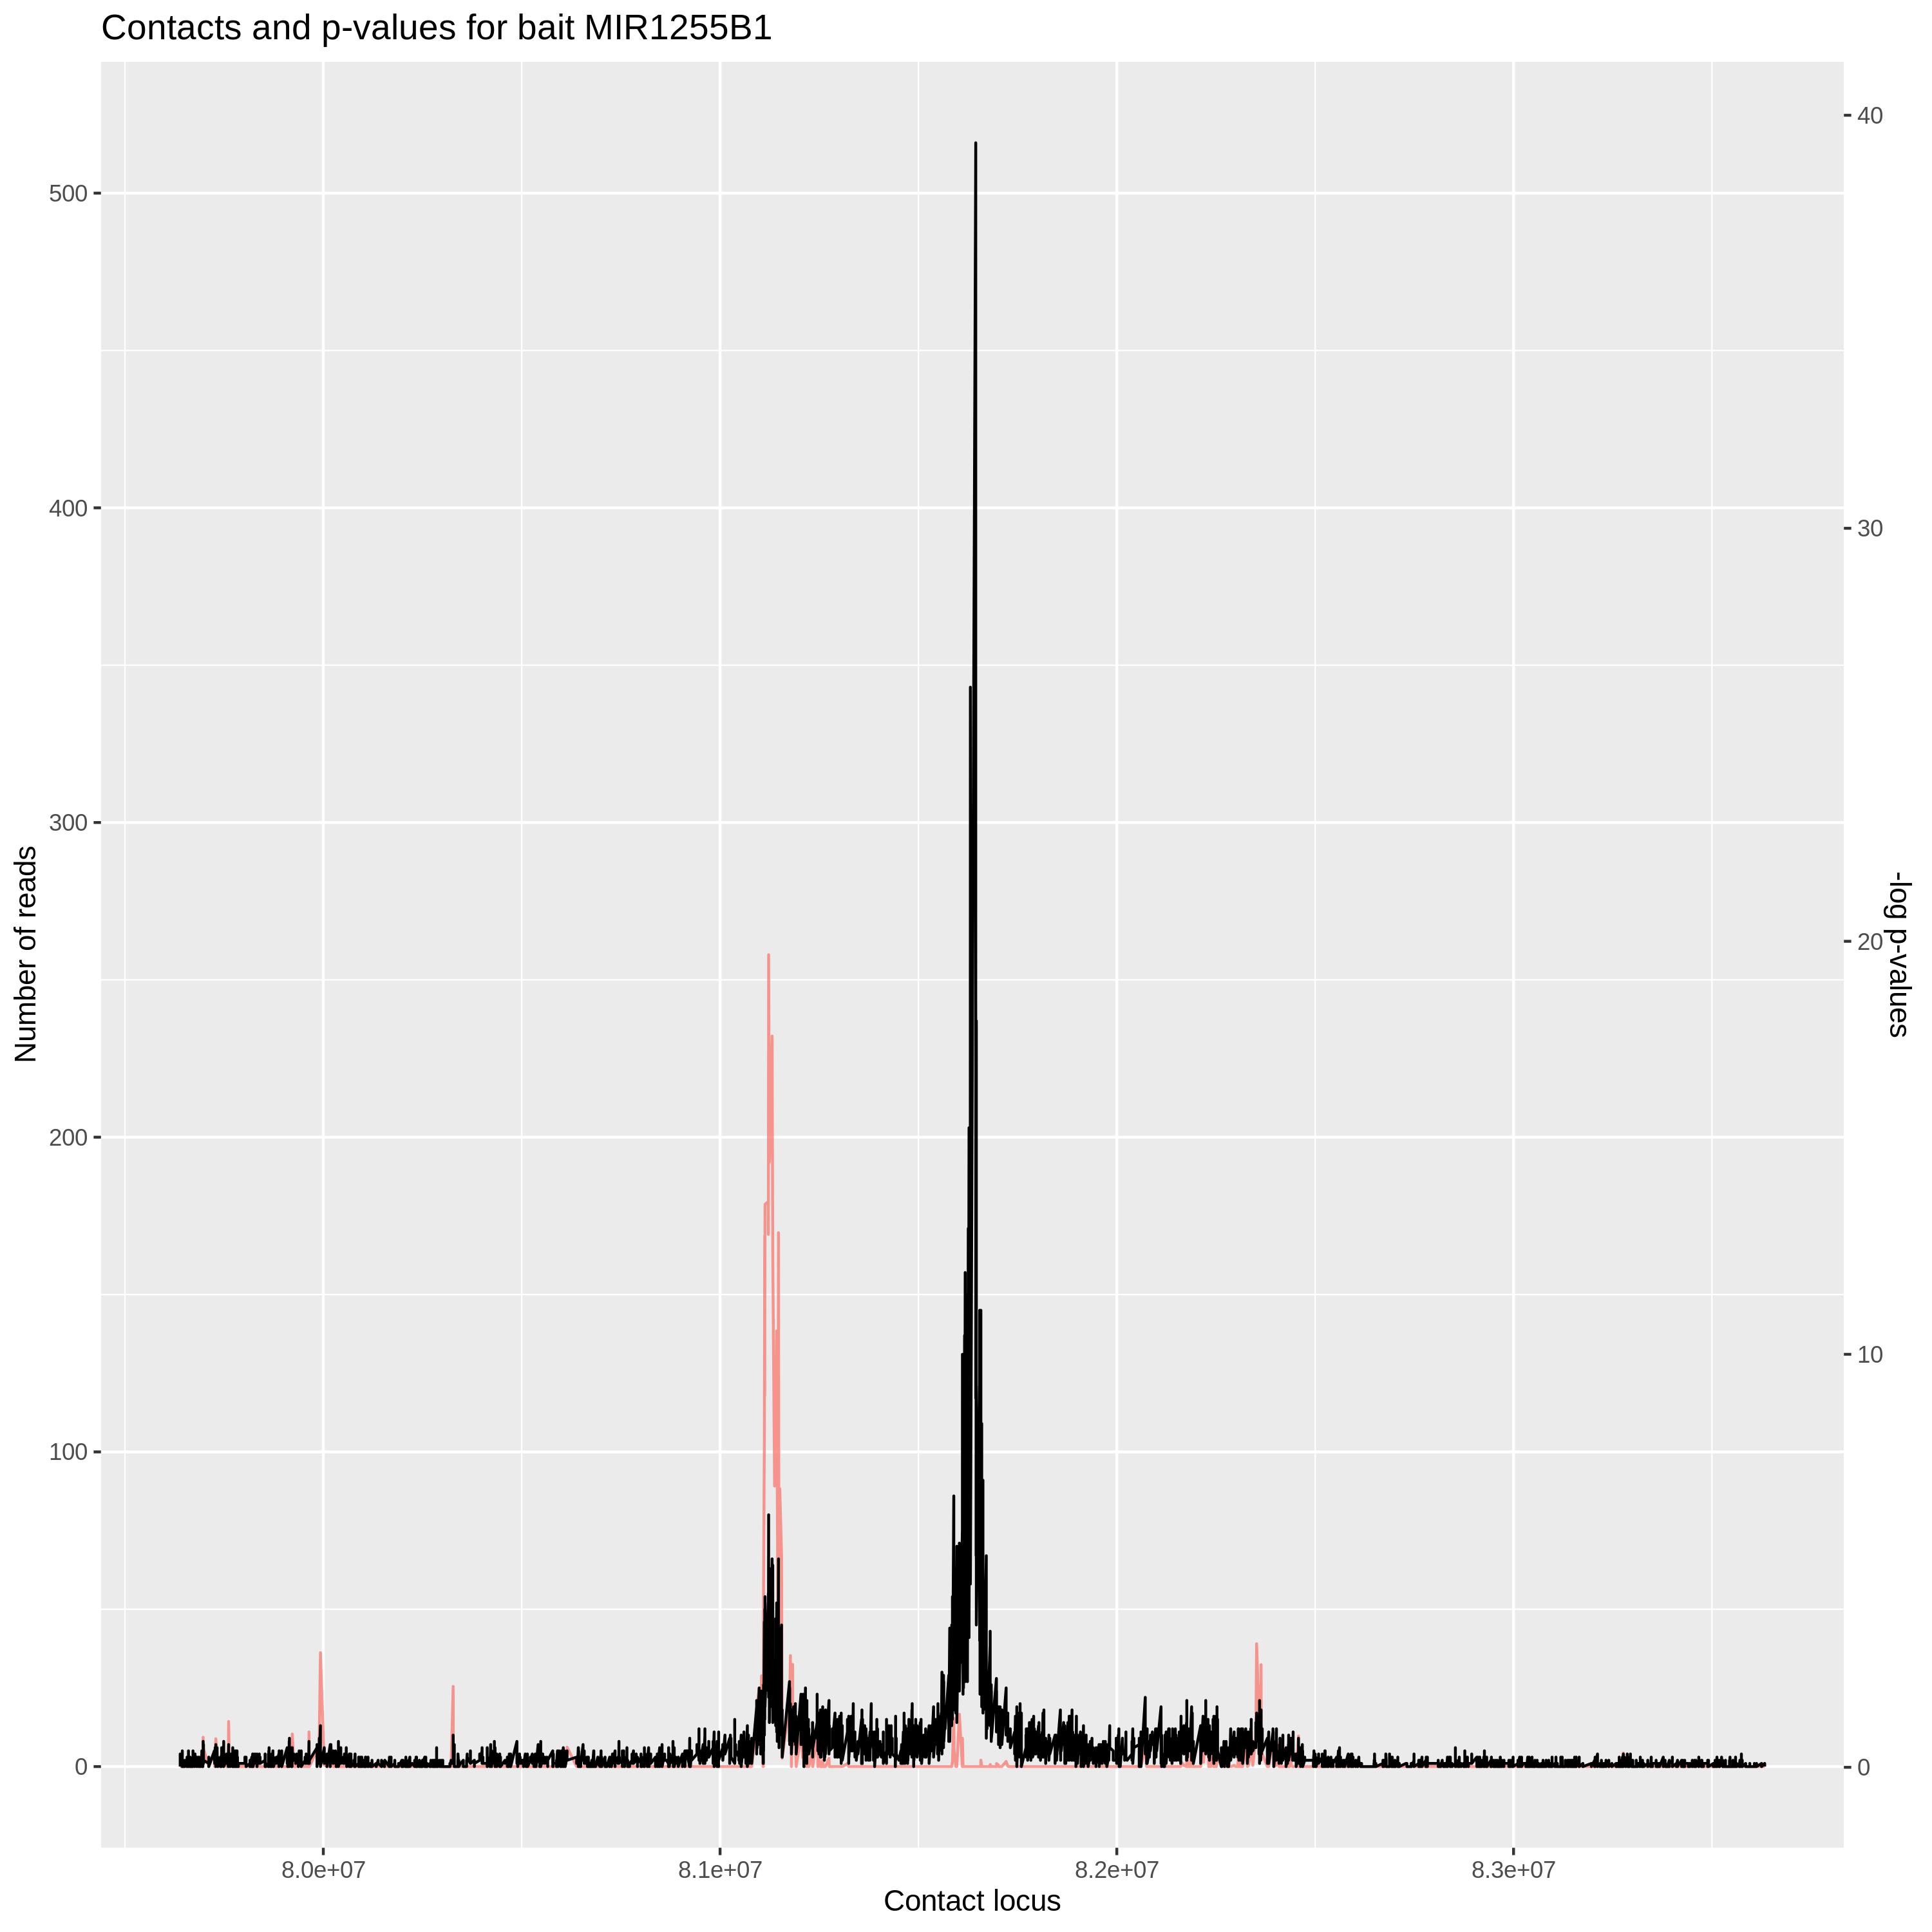 Contacts and p-values for bait MIR1255B1
500
400
300
200
100
0
Number of reads
40
30
20
10
0
-log p-values
8.0e+07
8.1e+07
8.2e+07
8.3e+07
Contact locus